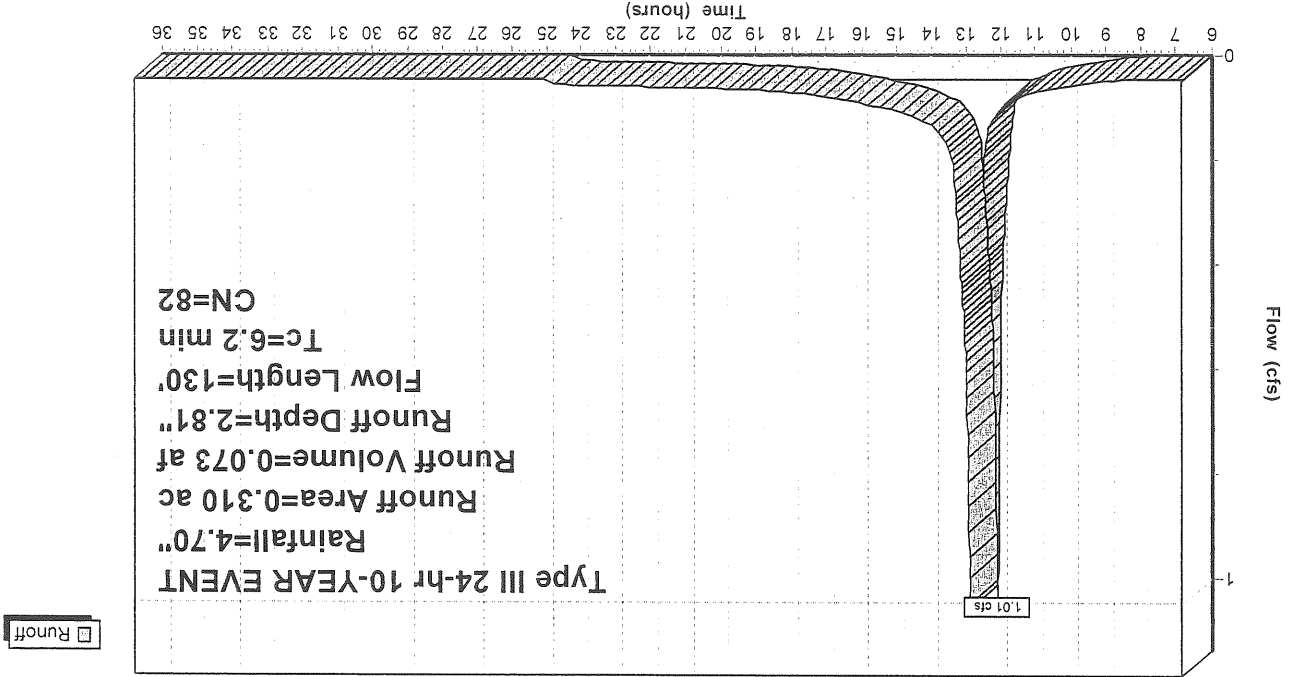 Runoff
1.01 cfs
Type III 24-hr 10-YEAR EVENT
Rainfall=4.70"
Runoff Area=0.310 ac
Runoff Volume=0.073 af
Runoff Depth=2.81"
Flow Length=130'
Tc=6.2 min
CN=82
Flow (cfs)
1
0
6 7 8 9 10 11 12 13 14 15 16 17 18 19 20 21 22 23 24 25 26 27 28 29 30 31 32 33 34 35 36
Time (hours)